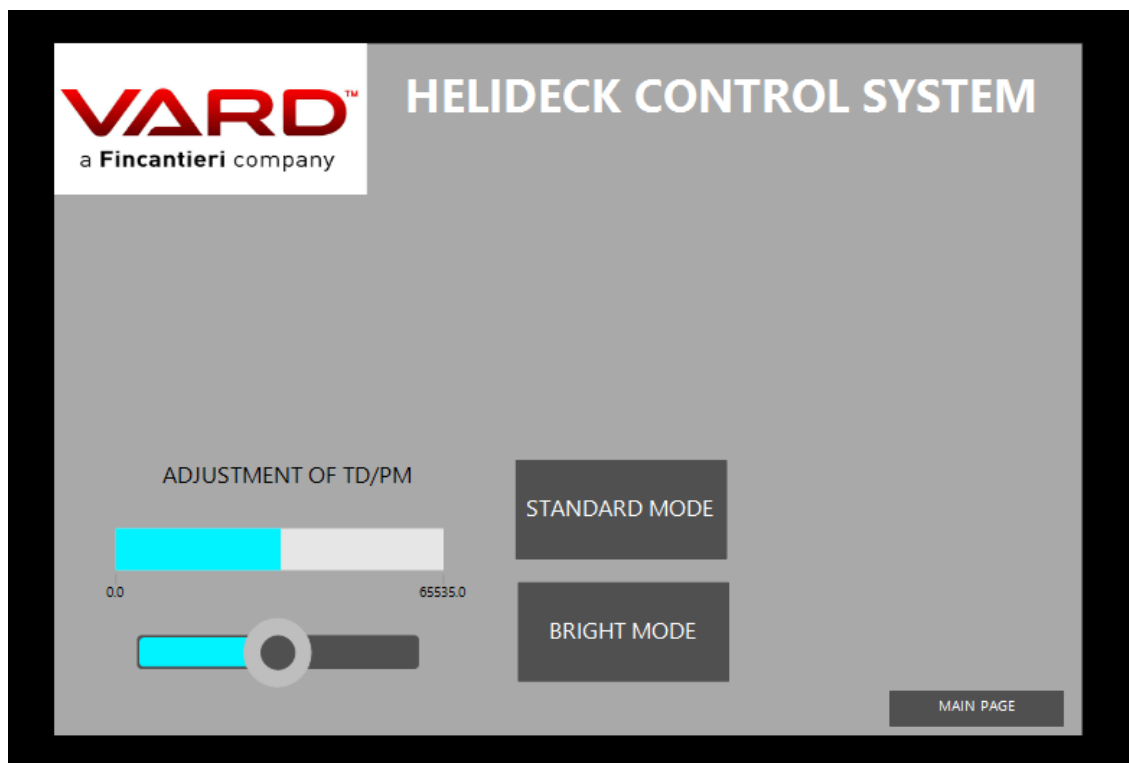 VARD™
a Fincantieri company
HELIDECK CONTROL SYSTEM
ADJUSTMENT OF TD/PM
0.0
65535.0
STANDARD MODE
BRIGHT MODE
MAIN PAGE